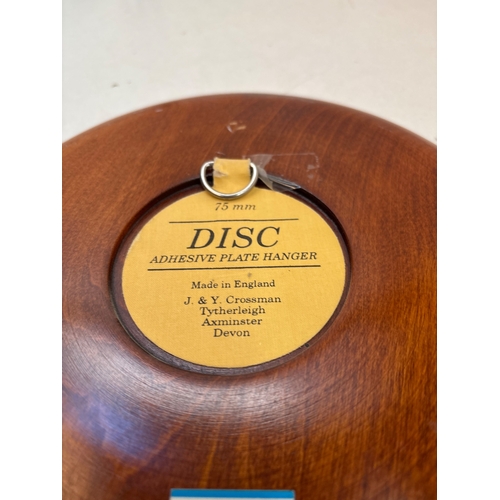 75 mm
DISC
ADHESIVE PLATE HANGER
Made in England
J. & Y. Crossman
Tytherleigh
Axminster
Devon